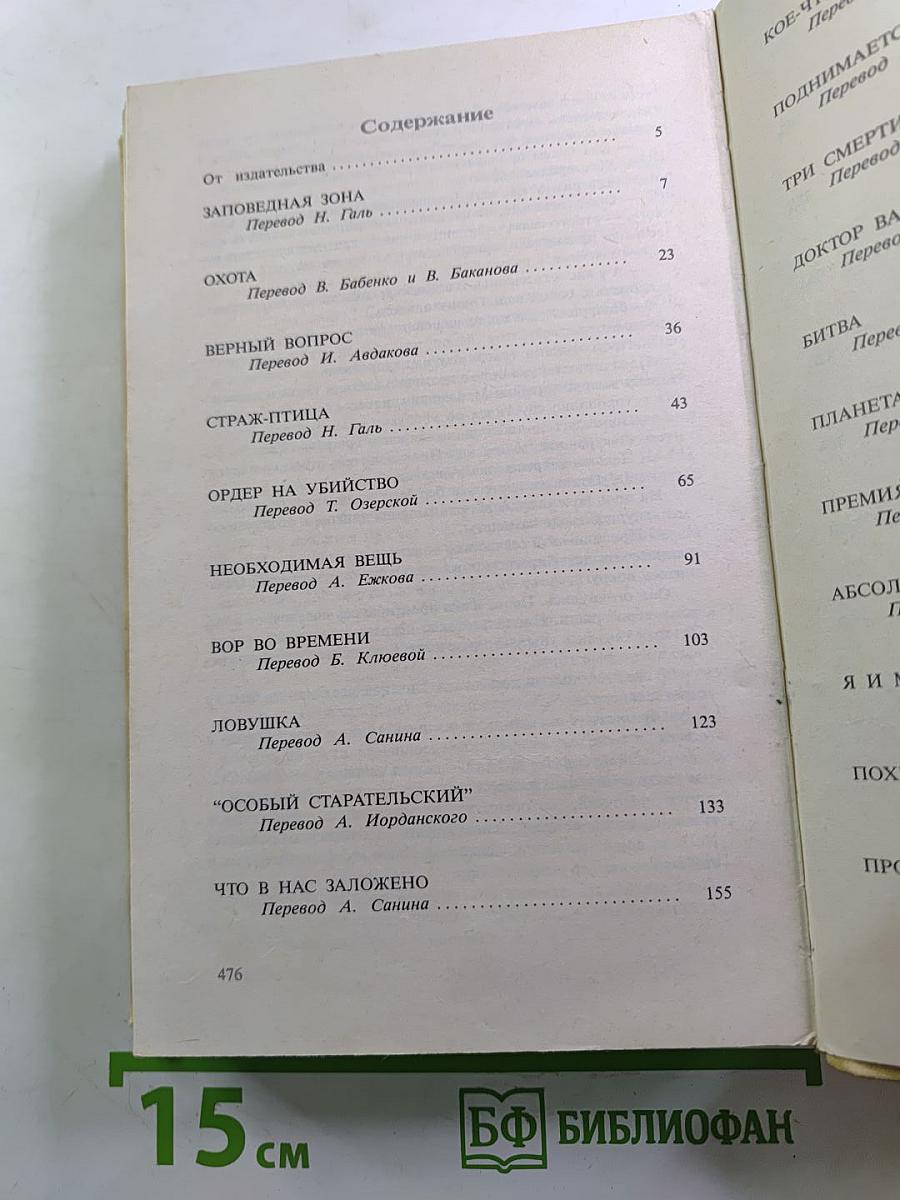 Содержание
От издательства ........ 5
ЗАПОВЕДНАЯ ЗОНА
Перевод Н. Галь ........ 7
ОХОТА
Перевод В. Бабенко и В. Баканова ........ 23
ВЕРНЫЙ ВОПРОС
Перевод И. Авдакова ........ 36
СТРАЖ-ПТИЦА
Перевод Н. Галь ........ 43
ОРДЕР НА УБИЙСТВО
Перевод Т. Озерской ........ 65
НЕОБХОДИМАЯ ВЕЩЬ
Перевод А. Ежкова ........ 91
ВОР ВО ВРЕМЕНИ
Перевод Б. Клюевой ........ 103
ЛОВУШКА
Перевод А. Санина ........ 123
“ОСОБЫЙ СТАРАТЕЛЬСКИЙ”
Перевод А. Иорданского ........ 133
ЧТО В НАС ЗАЛОЖЕНО
Перевод А. Санина ........ 155
476
ТРИ СМЕРТИ
Перевод
ДОКТОР ВА
БИТВА
ПЛАНЕТА
Я И
15 см
БФ БИБЛИОФАН